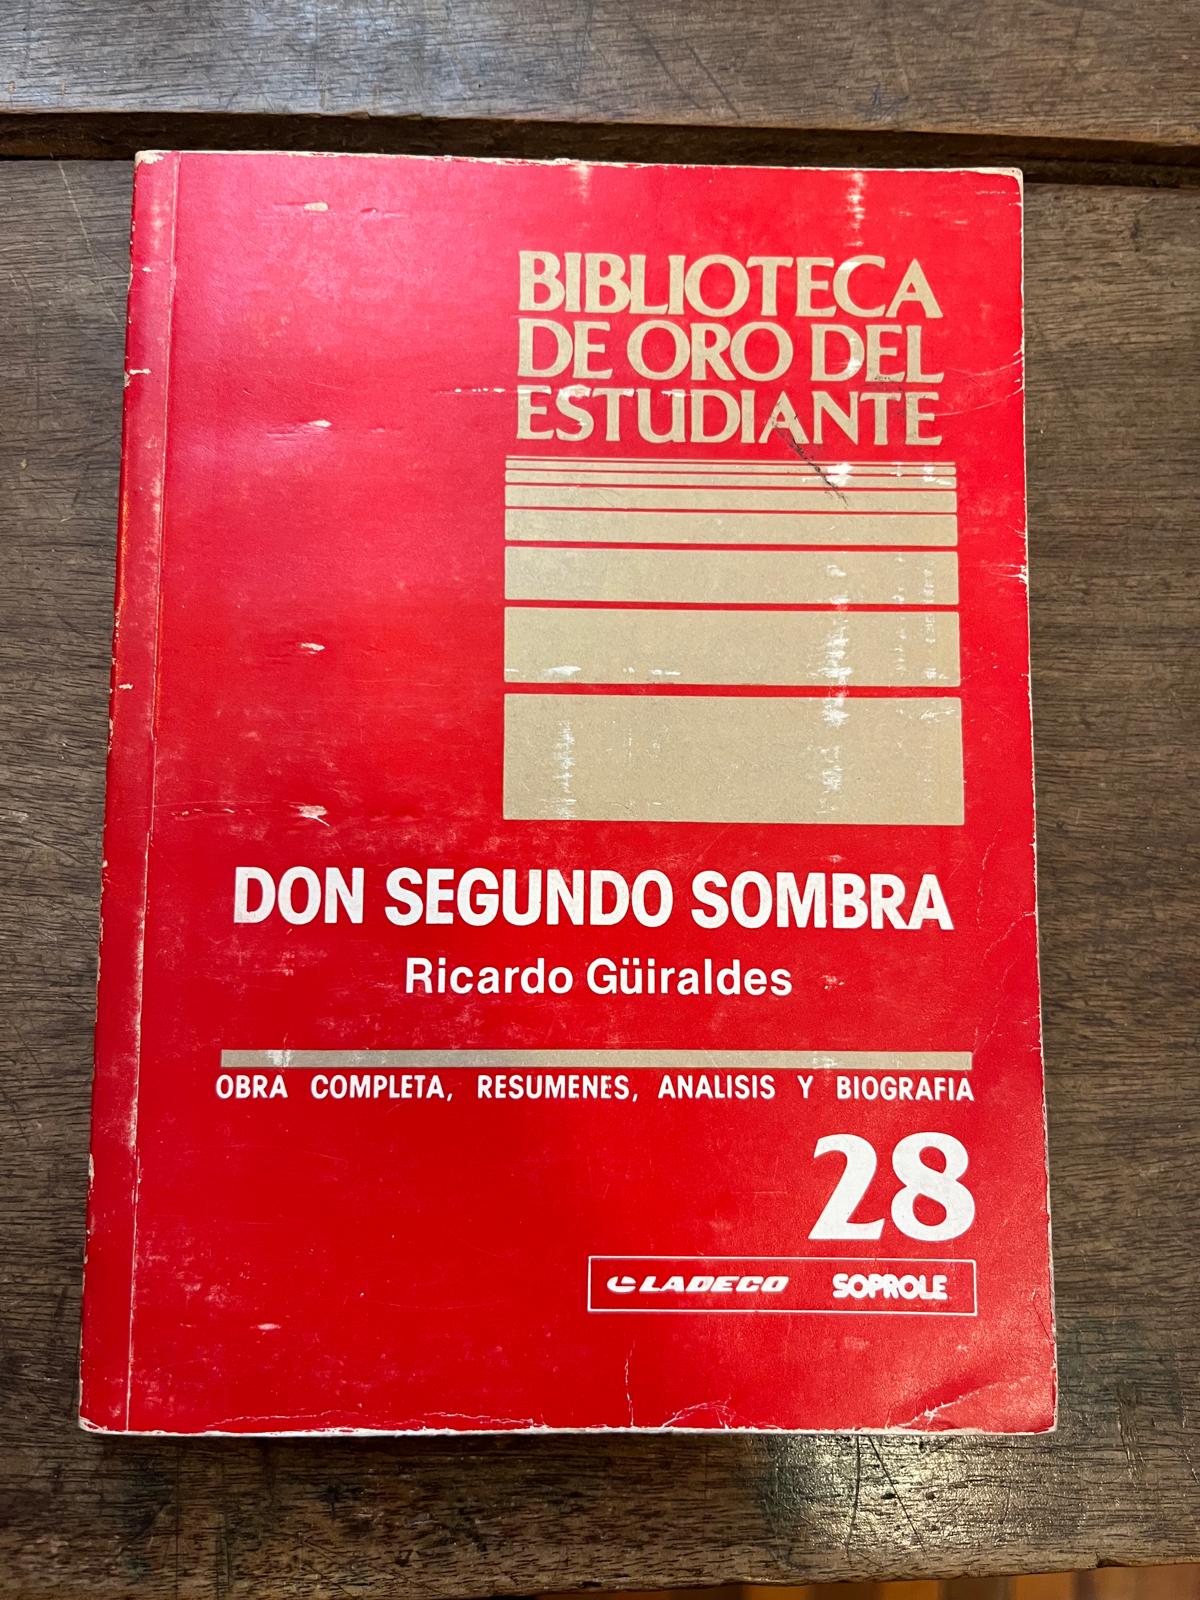 BIBLIOTECA
DE ORO DEL
ESTUDIANTE
DON SEGUNDO SOMBRA
Ricardo Güiraldes
OBRA COMPLETA, RESUMENES, ANALISIS Y BIOGRAFIA
28
LADECO SOPROLE